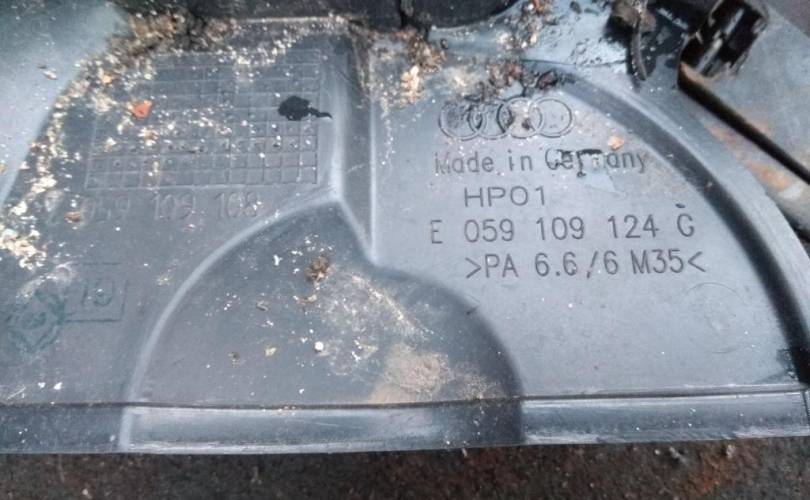 Made in Germany
HP01
E 059 109 124 G
>PA 6.6/6 M35<
059 109 108